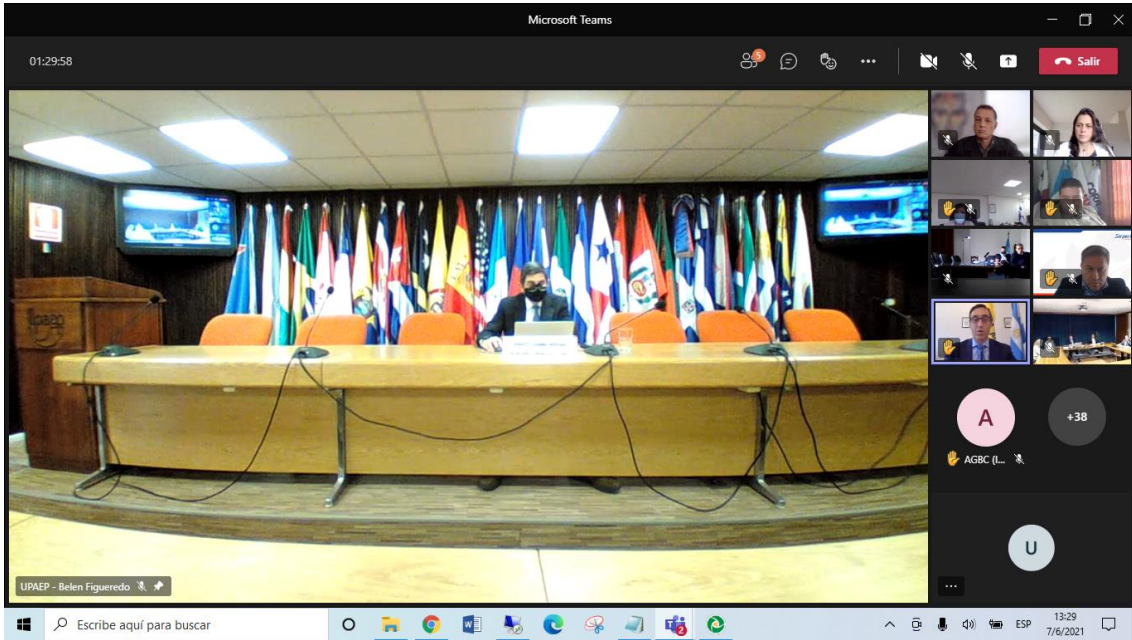 Microsoft Teams
01:29:58
5
Salir
upaep
A
+38
AGBC (I...
U
UPAEP - Belen Figueredo
Escribe aquí para buscar
ESP
13:29
7/6/2021